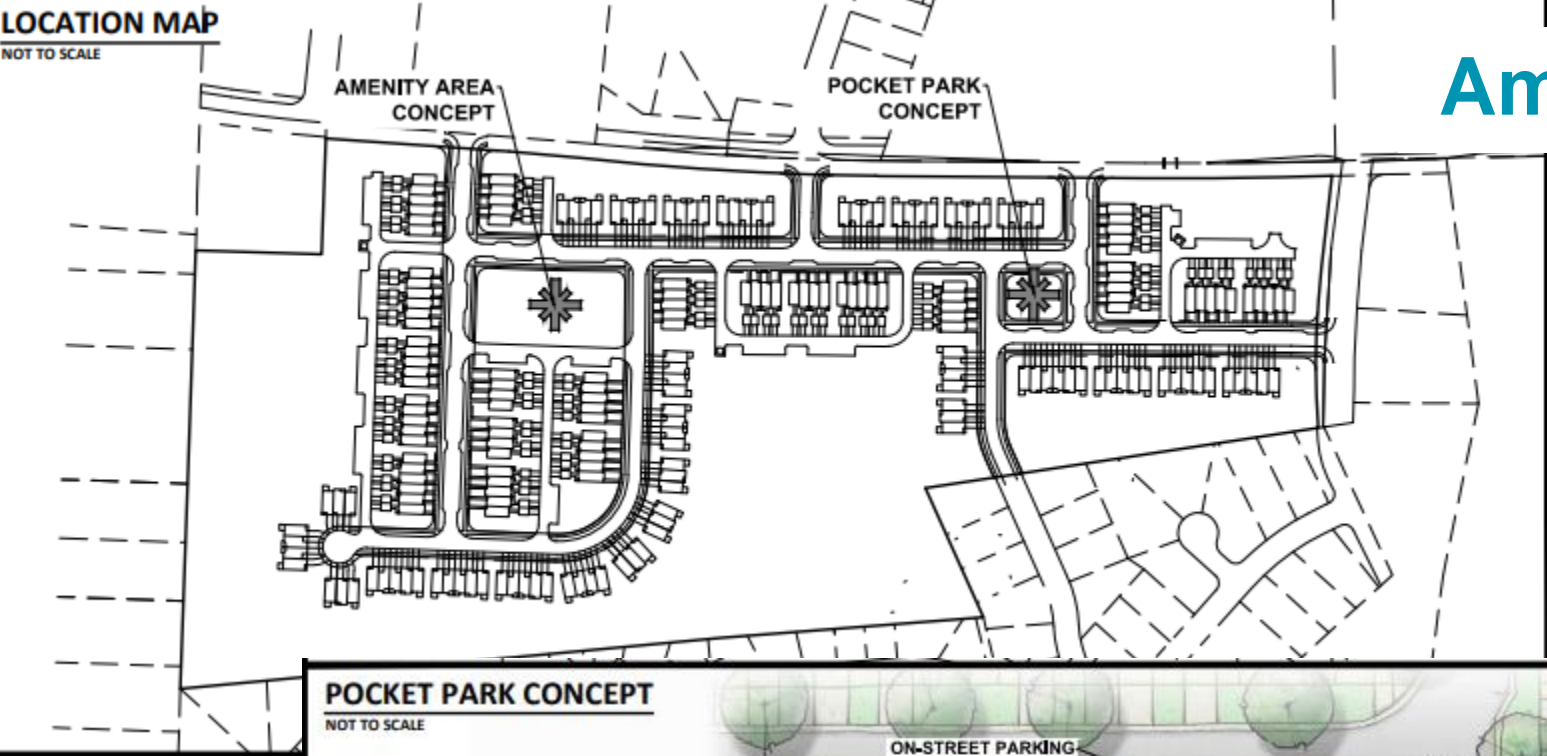 LOCATION MAP
NOT TO SCALE
AMENITY AREA
CONCEPT
POCKET PARK
CONCEPT
Am
POCKET PARK CONCEPT
NOT TO SCALE
ON-STREET PARKING